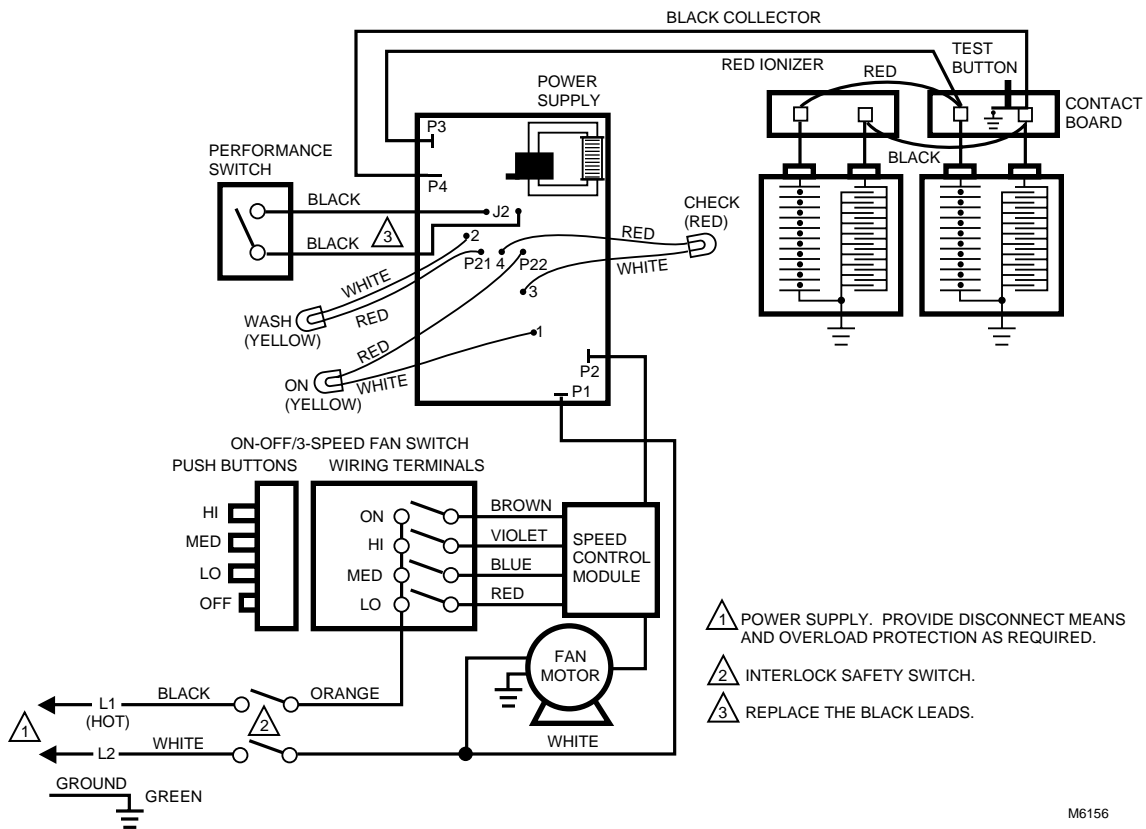 BLACK COLLECTOR
TEST
BUTTON
RED IONIZER
RED
CONTACT
BOARD
BLACK
POWER
SUPPLY
P3
P4
PERFORMANCE
SWITCH
BLACK
BLACK
3
J2
2
P21
4
P22
3
1
P2
P1
CHECK
(RED)
RED
WHITE
WHITE
RED
WASH
(YELLOW)
RED
WHITE
ON
(YELLOW)
ON-OFF/3-SPEED FAN SWITCH
PUSH BUTTONS
WIRING TERMINALS
HI
MED
LO
OFF
ON
HI
MED
LO
BROWN
VIOLET
BLUE
RED
SPEED
CONTROL
MODULE
FAN
MOTOR
WHITE
1
L1
(HOT)
BLACK
ORANGE
2
L2
WHITE
GROUND
GREEN
1 POWER SUPPLY. PROVIDE DISCONNECT MEANS
AND OVERLOAD PROTECTION AS REQUIRED.
2 INTERLOCK SAFETY SWITCH.
3 REPLACE THE BLACK LEADS.
M6156